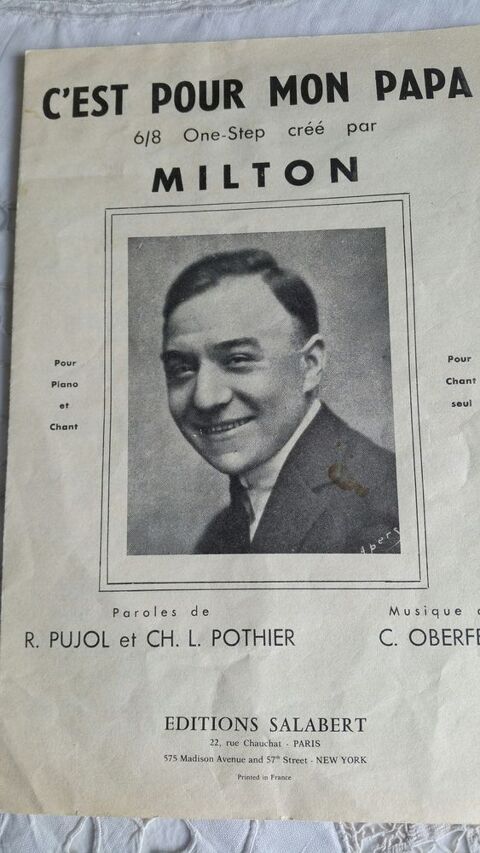 C'EST POUR MON PAPA
6/8 One-Step créé par
MILTON
Pour
Piano
et
Chant
Pour
Chant
seul
Paroles de
R. PUJOL et CH. L. POTHIER
Musique
C. OBERFE
EDITIONS SALABERT
22, rue Chauchat - PARIS
575 Madison Avenue and 57th Street - NEW YORK
Printed in France